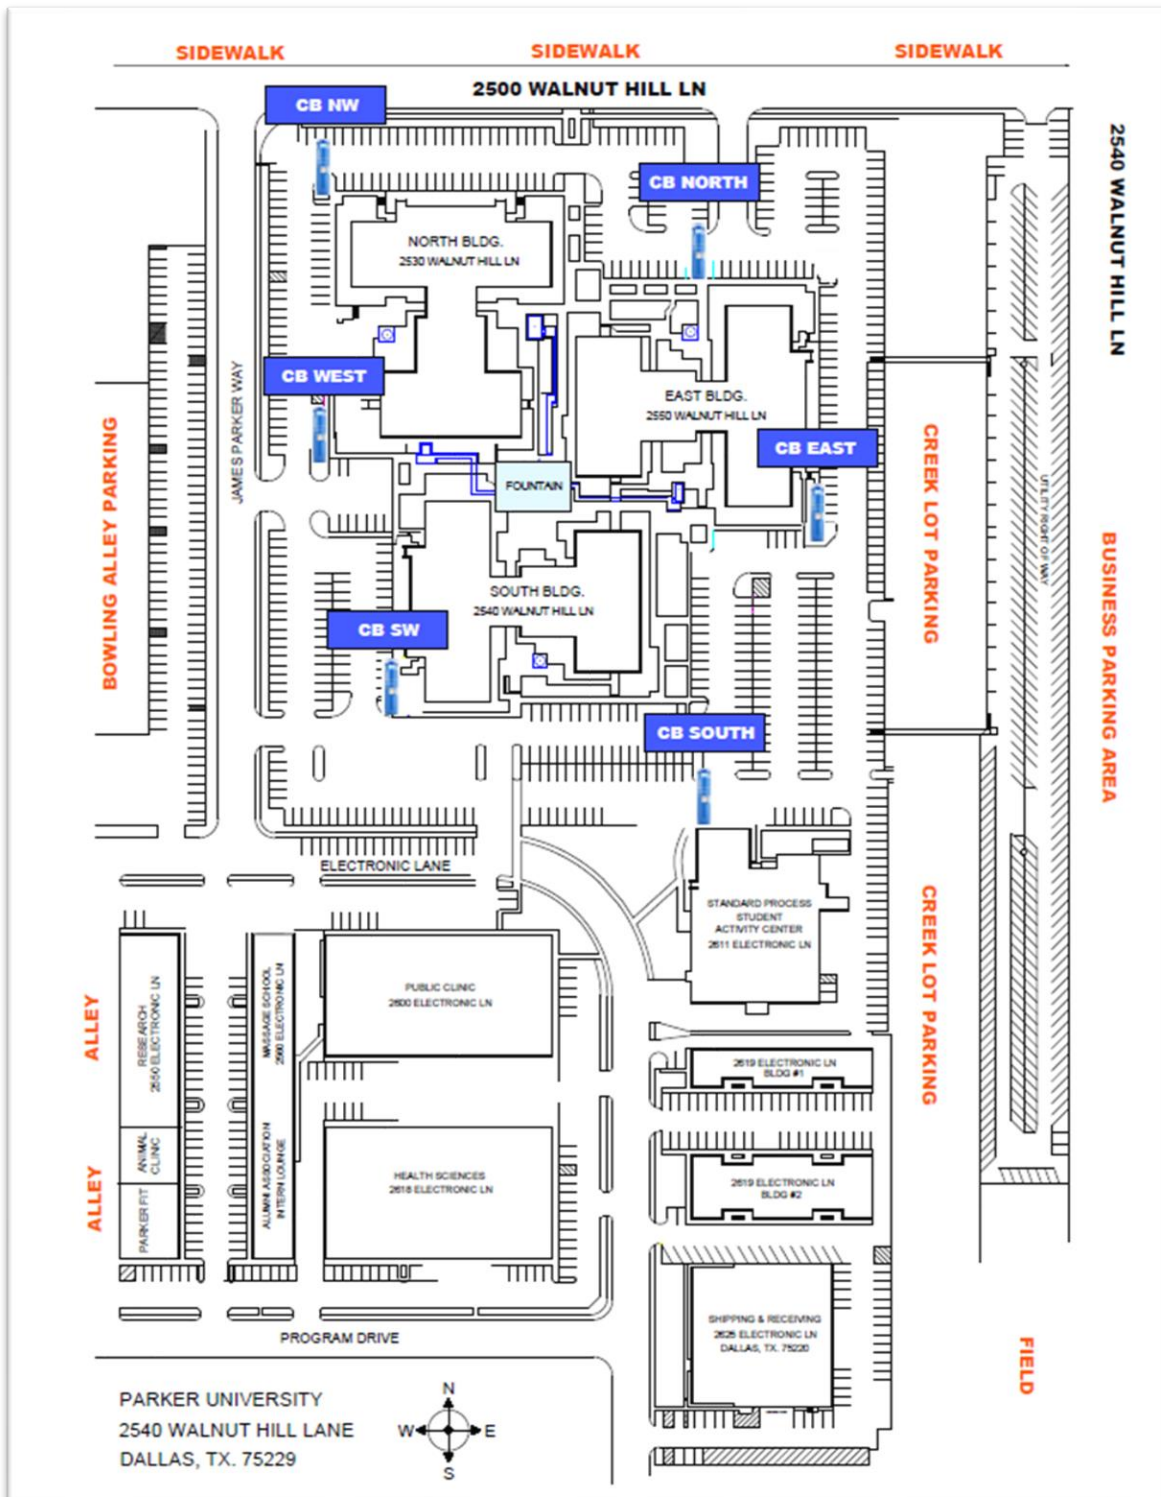 SIDEWALK
SIDEWALK
SIDEWALK
2500 WALNUT HILL LN
CB NW
2540 WALNUT HILL LN
CB NORTH
NORTH BLDG.
2530 WALNUT HILL LN
CB WEST
JAMES PARKER WAY
EAST BLDG.
2550 WALNUT HILL LN
CB EAST
BOWLING ALLEY PARKING
FOUNTAIN
CREEK LOT PARKING
UTILITY RIGHT OF WAY
BUSINESS PARKING AREA
SOUTH BLDG.
2540 WALNUT HILL LN
CB SW
CB SOUTH
ELECTRONIC LANE
STANDARD PROCESS
STUDENT
ACTIVITY CENTER
2611 ELECTRONIC LN
CREEK LOT PARKING
ALLEY
RESEARCH
2550 ELECTRONIC LN
MASSAGE SCHOOL
2560 ELECTRONIC LN
PUBLIC CLINIC
2600 ELECTRONIC LN
2619 ELECTRONIC LN
BLDG #1
ALLEY
ANIMAL
CLINIC
PARKER FIT
ALUMNI ASSOCIATION
INTERN LOUNGE
HEALTH SCIENCES
2618 ELECTRONIC LN
2619 ELECTRONIC LN
BLDG #2
SHIPPING & RECEIVING
2625 ELECTRONIC LN
DALLAS, TX. 75220
FIELD
PROGRAM DRIVE
PARKER UNIVERSITY
2540 WALNUT HILL LANE
DALLAS, TX. 75229
N
W E
S